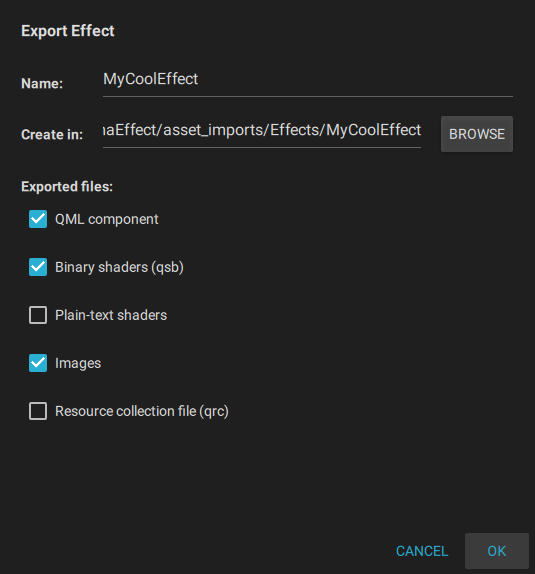 Export Effect
Name: MyCoolEffect
Create in: aEffect/asset_imports/Effects/MyCoolEffect BROWSE
Exported files:
QML component
Binary shaders (qsb)
Plain-text shaders
Images
Resource collection file (qrc)
CANCEL OK